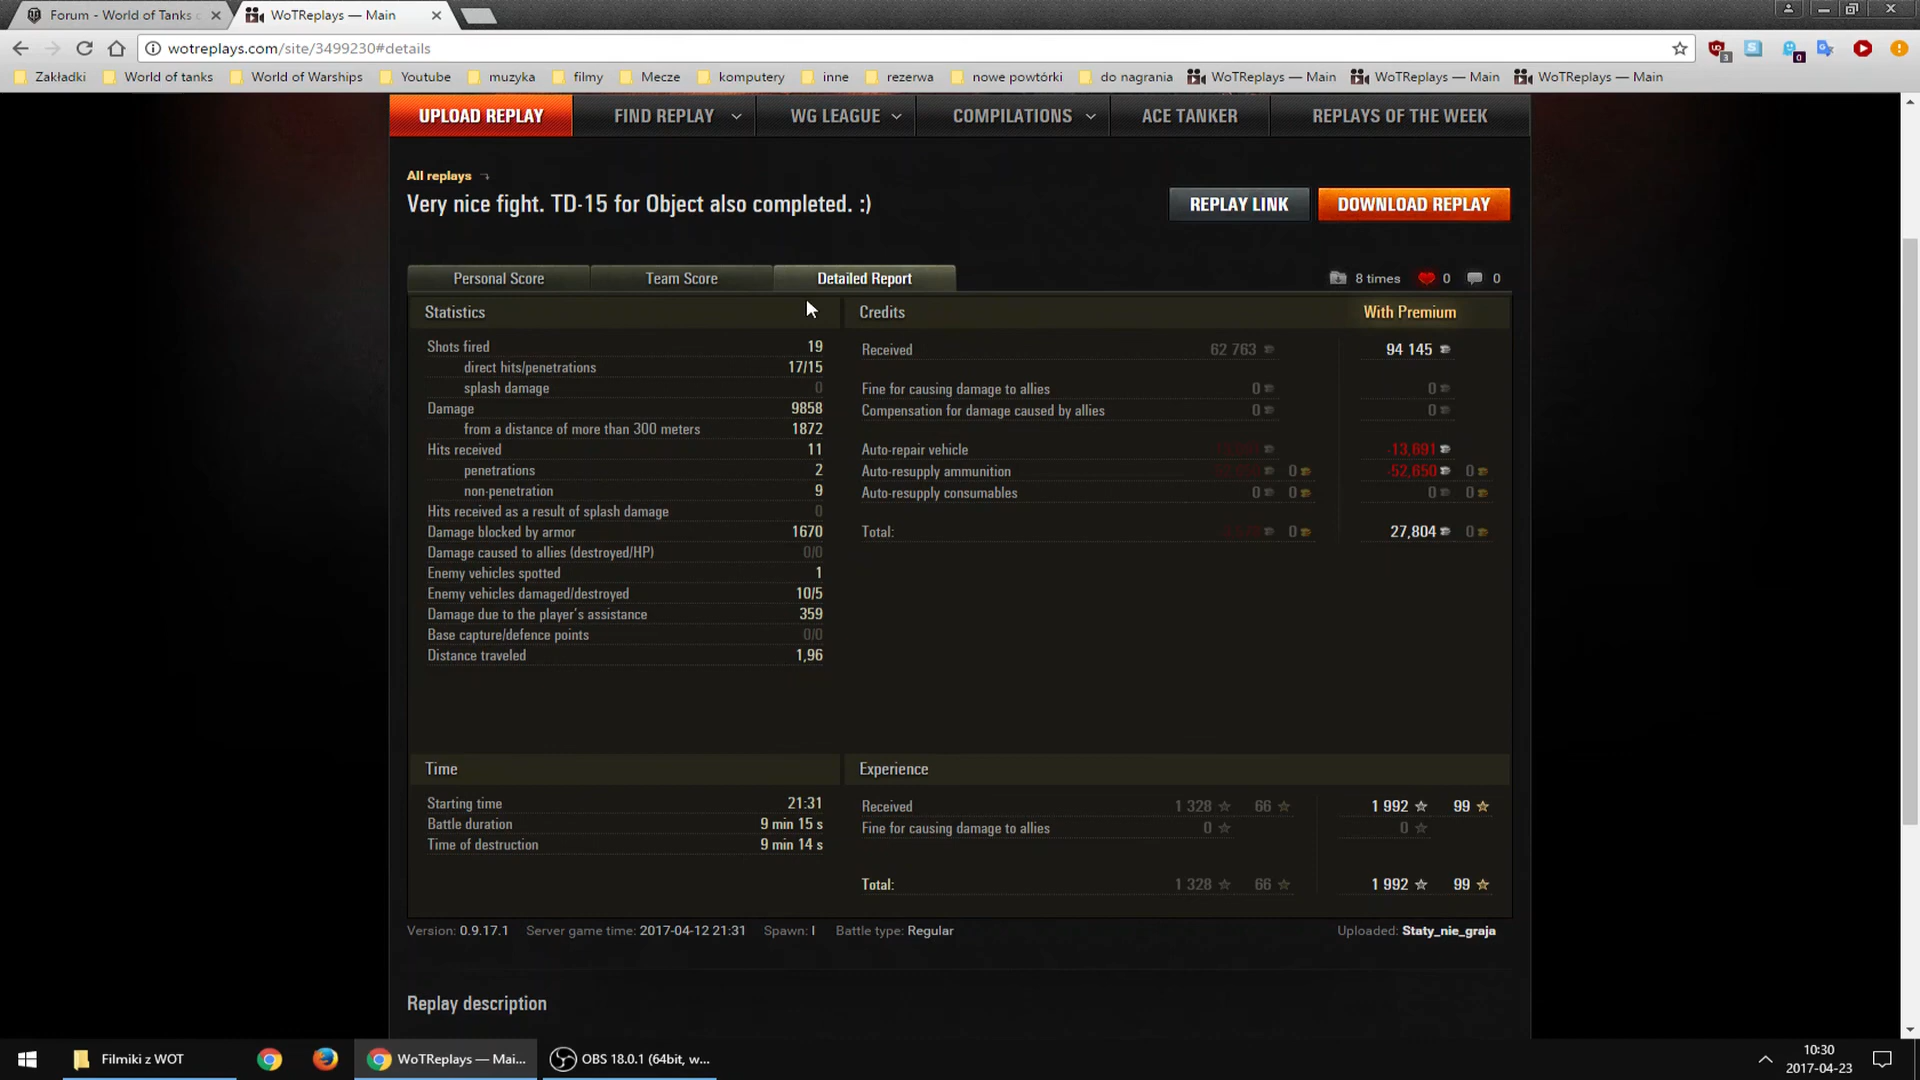 Forum - World of Tanks
WoTReplays — Main
wotreplays.com/site/3499230#details
Zakładki World of tanks World of Warships Youtube muzyka filmy Mecze komputery inne rezerwa nowe powtórki do nagrania WoTReplays — Main WoTReplays — Main WoTReplays — Main
UPLOAD REPLAY FIND REPLAY WG LEAGUE COMPILATIONS ACE TANKER REPLAYS OF THE WEEK
All replays
Very nice fight. TD-15 for Object also completed. :)
REPLAY LINK DOWNLOAD REPLAY
Personal Score Team Score Detailed Report 8 times 0 0
Statistics
Shots fired 19
direct hits/penetrations 17/15
splash damage 0
Damage 9858
from a distance of more than 300 meters 1872
Hits received 11
penetrations 2
non-penetration 9
Hits received as a result of splash damage 0
Damage blocked by armor 1670
Damage caused to allies (destroyed/HP) 0/0
Enemy vehicles spotted 1
Enemy vehicles damaged/destroyed 10/5
Damage due to the player's assistance 359
Base capture/defence points 0/0
Distance traveled 1,96
Credits With Premium
Received 62 763 94 145
Fine for causing damage to allies 0 0
Compensation for damage caused by allies 0 0
Auto-repair vehicle -13,691
Auto-resupply ammunition 0 -52,650 0
Auto-resupply consumables 0 0 0 0
Total: 0 27,804 0
Time
Starting time 21:31
Battle duration 9 min 15 s
Time of destruction 9 min 14 s
Experience
Received 1 328 66 1 992 99
Fine for causing damage to allies 0 0
Total: 1 328 66 1 992 99
Version: 0.9.17.1 Server game time: 2017-04-12 21:31 Spawn: I Battle type: Regular Uploaded: Staty_nie_graja
Replay description
Filmiki z WOT
WoTReplays — Mai...
OBS 18.0.1 (64bit, w...
10:30
2017-04-23